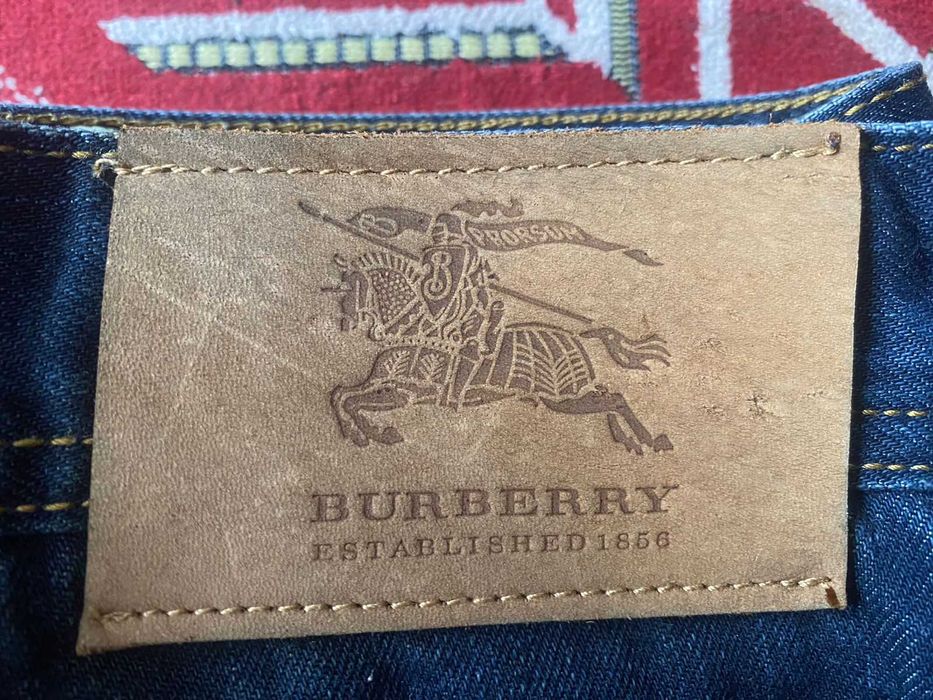 PRORSUM
B
BURBERRY
ESTABLISHED 1856